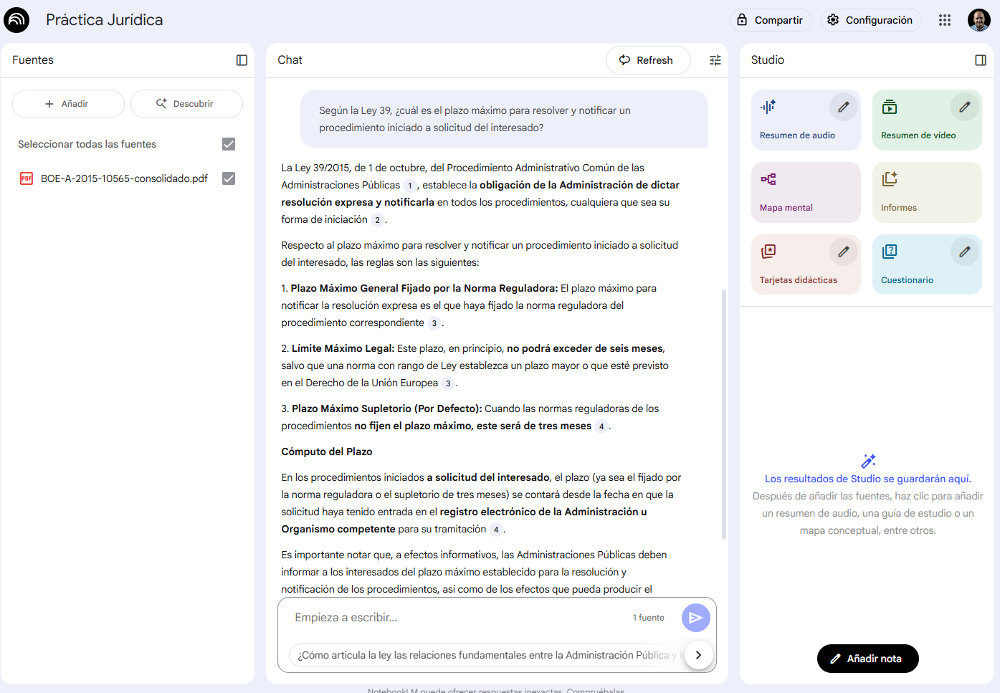 Práctica Jurídica
Compartir
Configuración
Fuentes
Añadir
Descubrir
Seleccionar todas las fuentes
PDF
BOE-A-2015-10565-consolidado.pdf
Chat
Refresh
Según la Ley 39, ¿cuál es el plazo máximo para resolver y notificar un
procedimiento iniciado a solicitud del interesado?
La Ley 39/2015, de 1 de octubre, del Procedimiento Administrativo Común de las
Administraciones Públicas 1 , establece la obligación de la Administración de dictar
resolución expresa y notificarla en todos los procedimientos, cualquiera que sea su
forma de iniciación 2 .
Respecto al plazo máximo para resolver y notificar un procedimiento iniciado a solicitud
del interesado, las reglas son las siguientes:
1. Plazo Máximo General Fijado por la Norma Reguladora: El plazo máximo para
notificar la resolución expresa es el que haya fijado la norma reguladora del
procedimiento correspondiente 3 .
2. Límite Máximo Legal: Este plazo, en principio, no podrá exceder de seis meses,
salvo que una norma con rango de Ley establezca un plazo mayor o que esté previsto
en el Derecho de la Unión Europea 3 .
3. Plazo Máximo Supletorio (Por Defecto): Cuando las normas reguladoras de los
procedimientos no fijen el plazo máximo, este será de tres meses 4 .
Cómputo del Plazo
En los procedimientos iniciados a solicitud del interesado, el plazo (ya sea el fijado por
la norma reguladora o el supletorio de tres meses) se contará desde la fecha en que la
solicitud haya tenido entrada en el registro electrónico de la Administración u
Organismo competente para su tramitación 4 .
Es importante notar que, a efectos informativos, las Administraciones Públicas deben
informar a los interesados del plazo máximo establecido para la resolución y
notificación de los procedimientos, así como de los efectos que pueda producir el
Empieza a escribir...
1 fuente
¿Cómo articula la ley las relaciones fundamentales entre la Administración Pública y
NotebookLM puede ofrecer respuestas inexactas. Compruébalas.
Studio
Resumen de audio
Resumen de vídeo
Mapa mental
Informes
Tarjetas didácticas
Cuestionario
Los resultados de Studio se guardarán aquí.
Después de añadir las fuentes, haz clic para añadir
un resumen de audio, una guía de estudio o un
mapa conceptual, entre otros.
Añadir nota